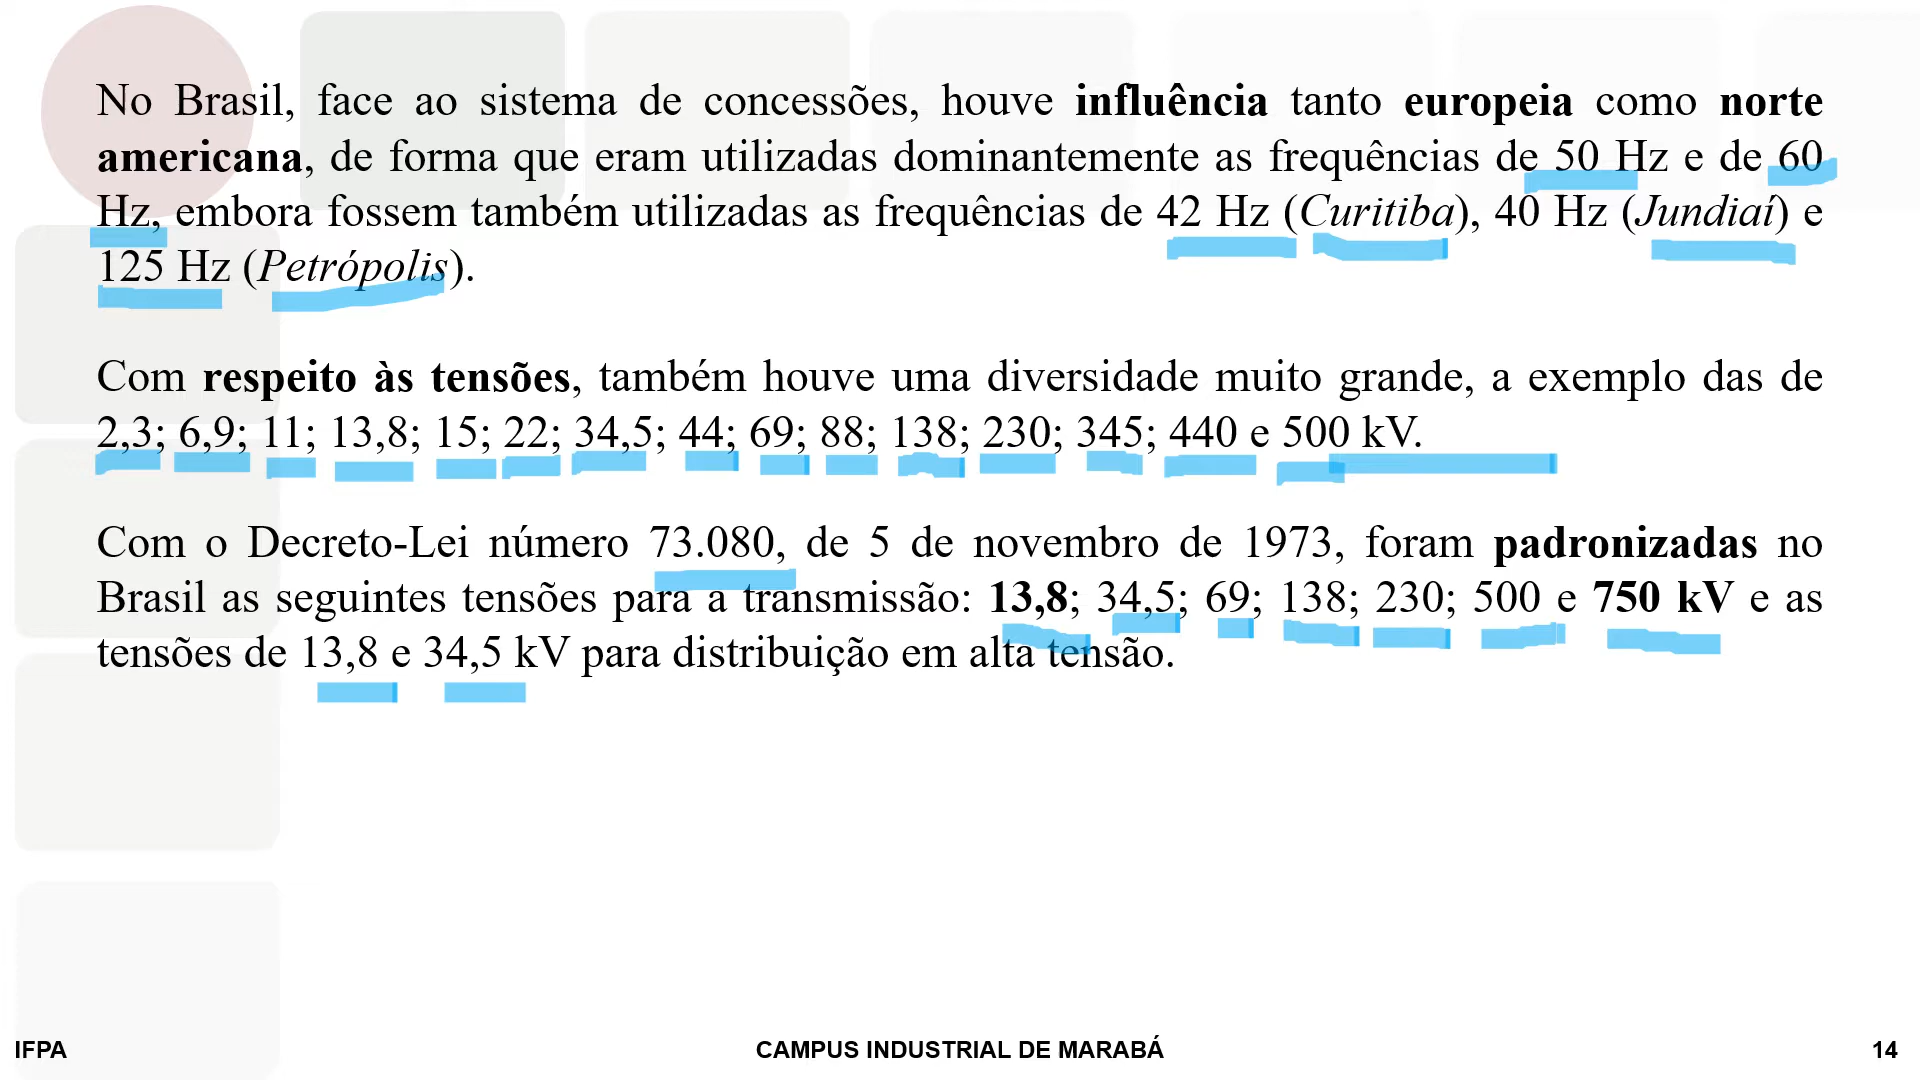 No Brasil, face ao sistema de concessões, houve influência tanto europeia como norte
americana, de forma que eram utilizadas dominantemente as frequências de 50 Hz e de 60
Hz, embora fossem também utilizadas as frequências de 42 Hz (Curitiba), 40 Hz (Jundiaí) e
125 Hz (Petrópolis).
Com respeito às tensões, também houve uma diversidade muito grande, a exemplo das de
2,3; 6,9; 11; 13,8; 15; 22; 34,5; 44; 69; 88; 138; 230; 345; 440 e 500 kV.
Com o Decreto-Lei número 73.080, de 5 de novembro de 1973, foram padronizadas no
Brasil as seguintes tensões para a transmissão: 13,8; 34,5; 69; 138; 230; 500 e 750 kV e as
tensões de 13,8 e 34,5 kV para distribuição em alta tensão.
IFPA
CAMPUS INDUSTRIAL DE MARABÁ
14